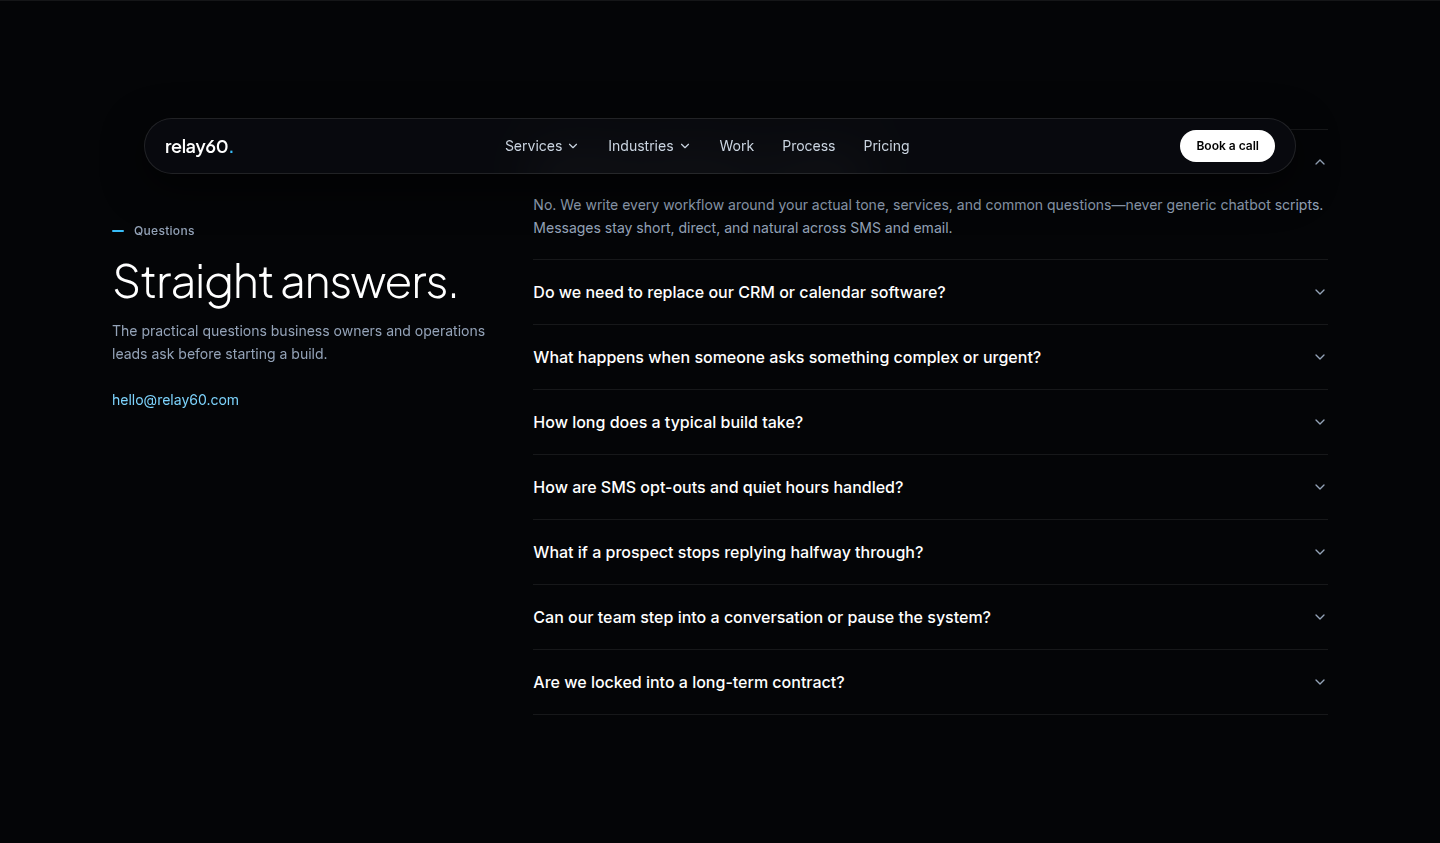 relay60.
Services
Industries
Work
Process
Pricing
Book a call
Questions
Straight answers.
The practical questions business owners and operations
leads ask before starting a build.
hello@relay60.com
No. We write every workflow around your actual tone, services, and common questions—never generic chatbot scripts.
Messages stay short, direct, and natural across SMS and email.
Do we need to replace our CRM or calendar software?
What happens when someone asks something complex or urgent?
How long does a typical build take?
How are SMS opt-outs and quiet hours handled?
What if a prospect stops replying halfway through?
Can our team step into a conversation or pause the system?
Are we locked into a long-term contract?